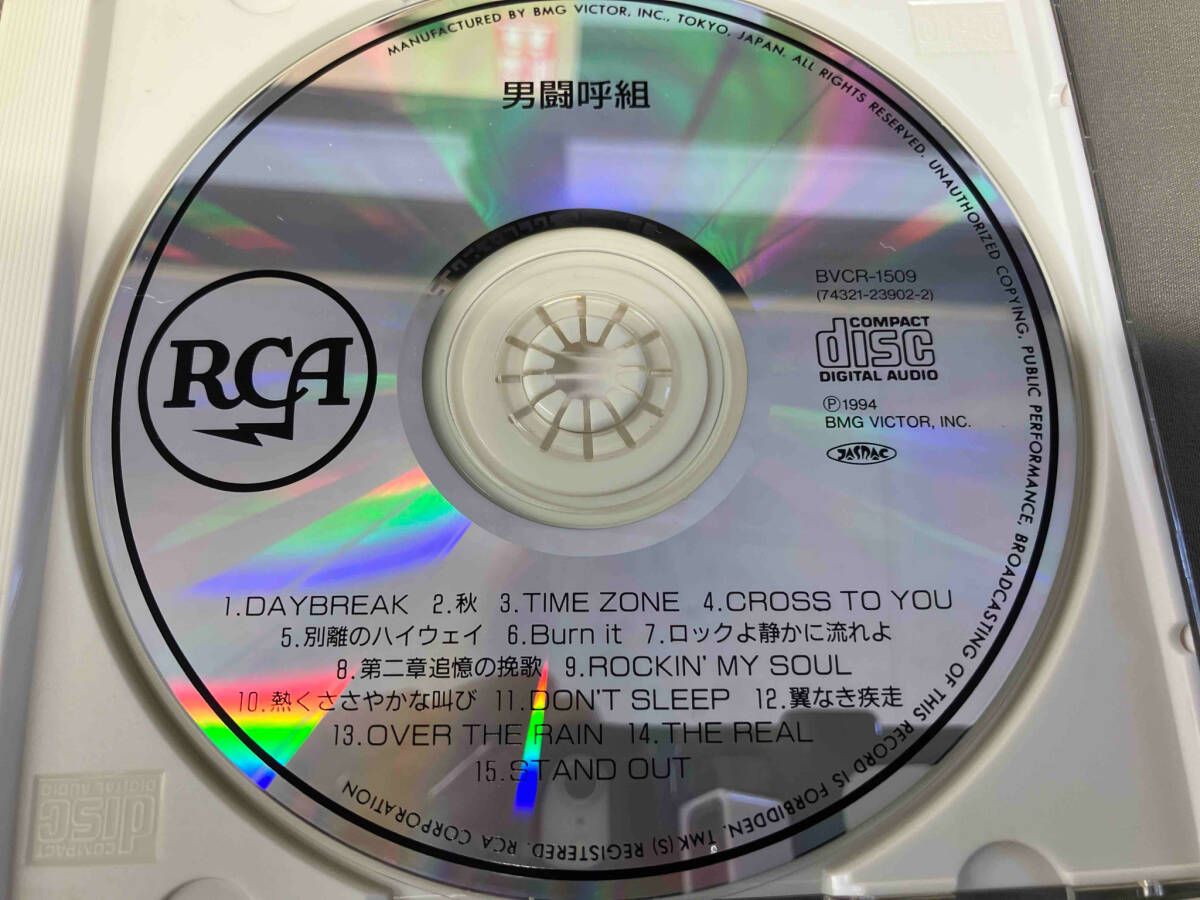 MANUFACTURED BY BMG VICTOR, INC., TOKYO, JAPAN. ALL RIGHTS RESERVED. UNAUTHORIZED COPYING, PUBLIC PERFORMANCE, BROADCASTING OF THIS RECORD IS FORBIDDEN. TMK(S) REGISTERED. RCA CORPORATION
男闘呼組
RCA
BVCR-1509
(74321-23902-2)
COMPACT
disc
DIGITAL AUDIO
Ⓟ1994
BMG VICTOR, INC.
JASRAC
1.DAYBREAK 2.秋 3.TIME ZONE 4.CROSS TO YOU
5.別離のハイウェイ 6.Burn it 7.ロックよ静かに流れよ
8.第二章追憶の挽歌 9.ROCKIN' MY SOUL
10.熱くささやかな叫び 11.DON'T SLEEP 12.翼なき疾走
13.OVER THE RAIN 14.THE REAL
15.STAND OUT
COMPACT
disc
DIGITAL AUDIO